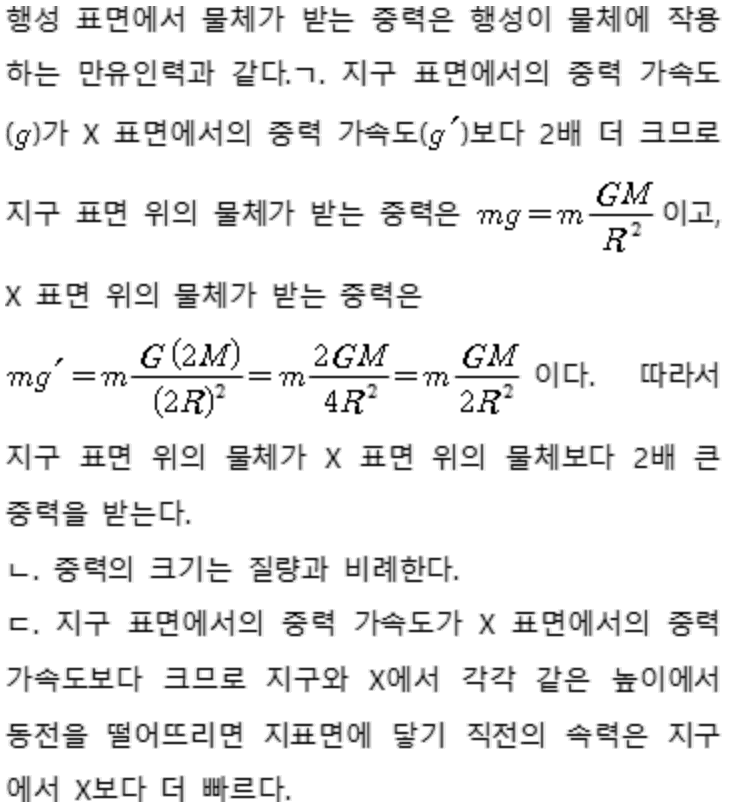 행성 표면에서 물체가 받는 중력은 행성이 물체에 작용
하는 만유인력과 같다.ㄱ. 지구 표면에서의 중력 가속도
(g)가 X 표면에서의 중력 가속도(g′)보다 2배 더 크므로
지구 표면 위의 물체가 받는 중력은 mg = m GM/R² 이고,
X 표면 위의 물체가 받는 중력은
mg′ = m G(2M)/(2R)² = m 2GM/4R² = m GM/2R² 이다. 따라서
지구 표면 위의 물체가 X 표면 위의 물체보다 2배 큰
중력을 받는다.
ㄴ. 중력의 크기는 질량과 비례한다.
ㄷ. 지구 표면에서의 중력 가속도가 X 표면에서의 중력
가속도보다 크므로 지구와 X에서 각각 같은 높이에서
동전을 떨어뜨리면 지표면에 닿기 직전의 속력은 지구
에서 X보다 더 빠르다.